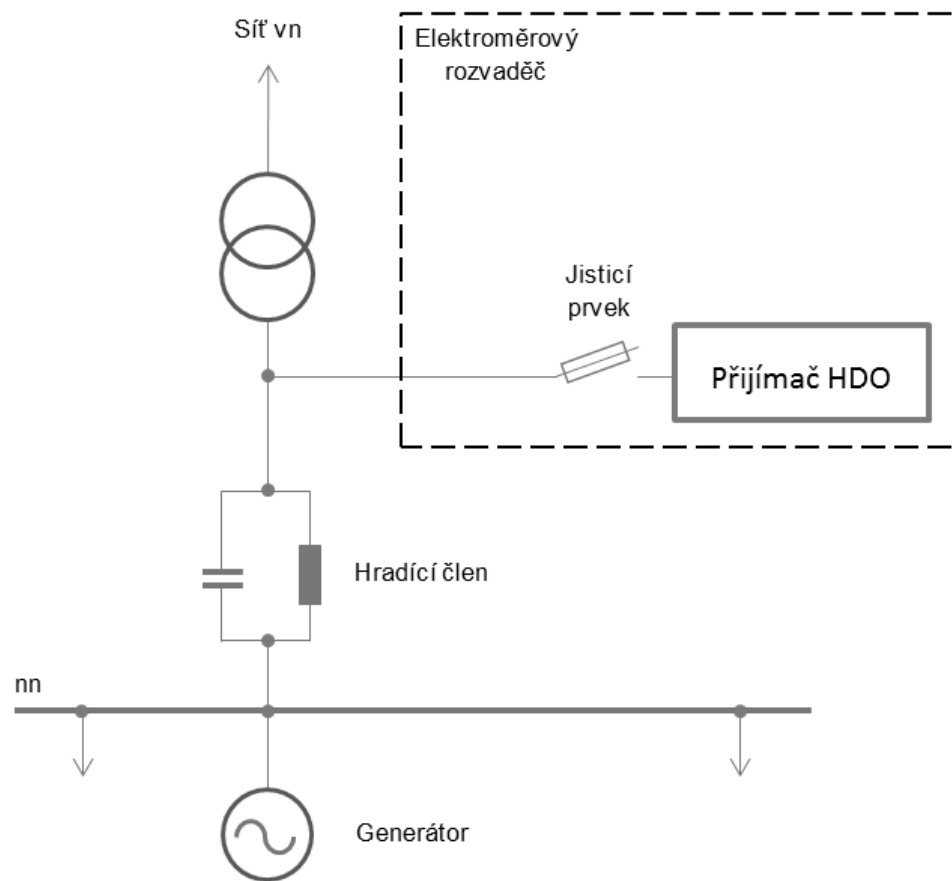 Síť vn
Elektroměrový
rozvaděč
Jisticí
prvek
Přijímač HDO
Hradící člen
nn
Generátor